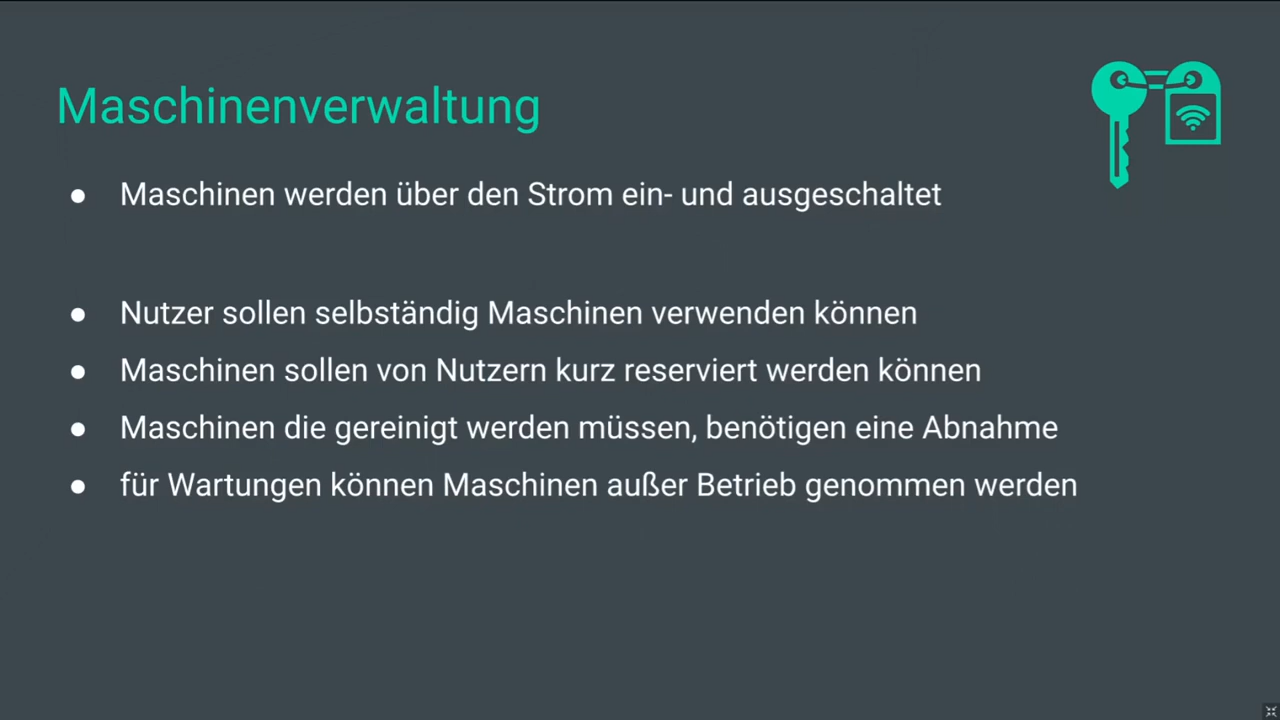 Maschinenverwaltung
● Maschinen werden über den Strom ein- und ausgeschaltet
● Nutzer sollen selbständig Maschinen verwenden können
● Maschinen sollen von Nutzern kurz reserviert werden können
● Maschinen die gereinigt werden müssen, benötigen eine Abnahme
● für Wartungen können Maschinen außer Betrieb genommen werden